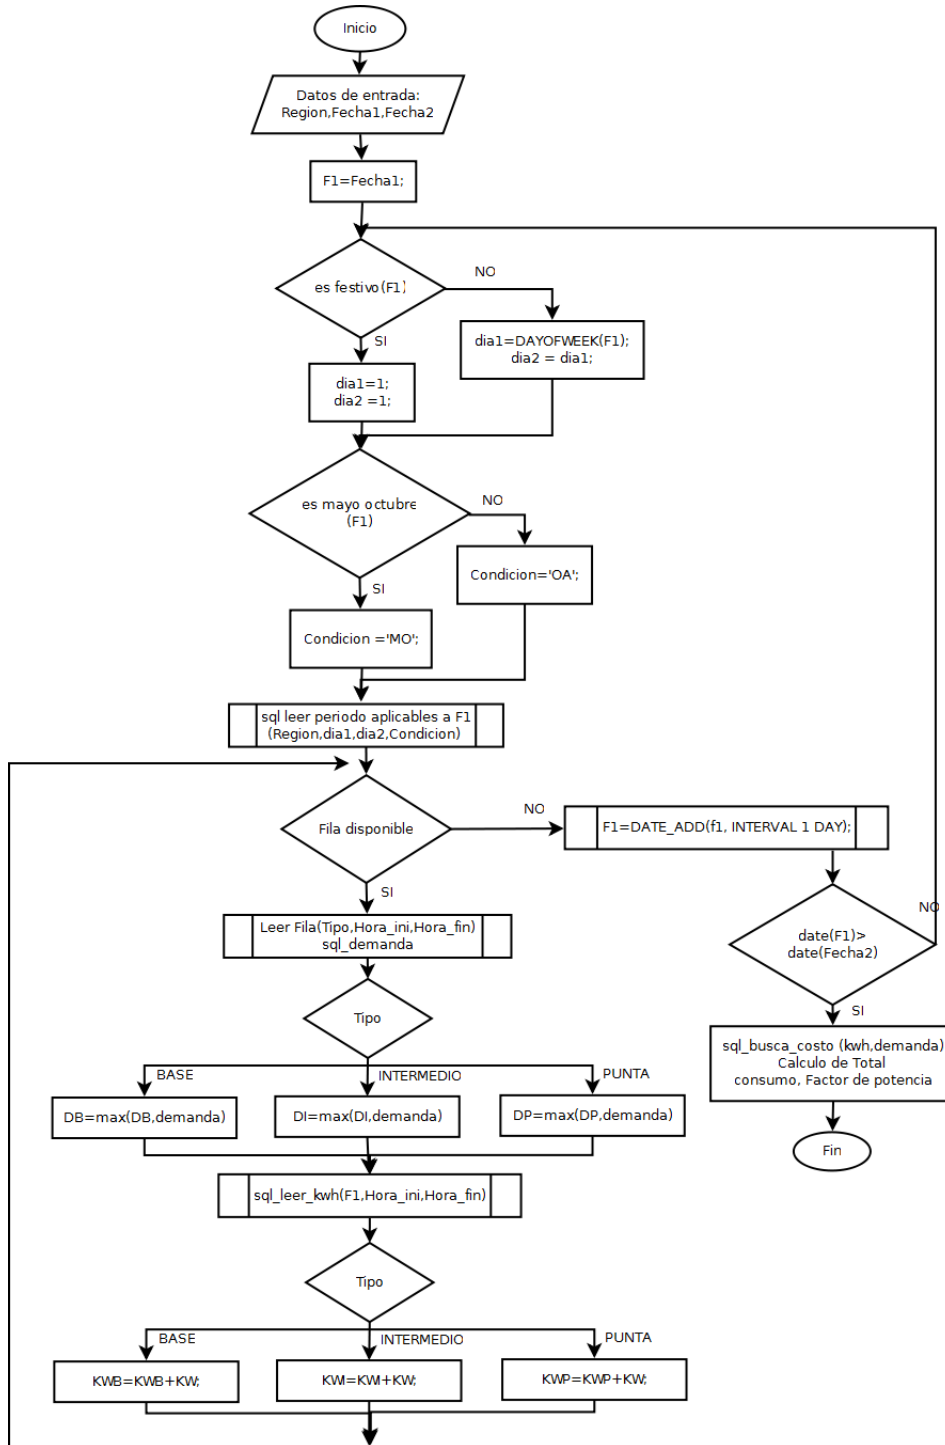 Inicio
Datos de entrada:
Region,Fecha1,Fecha2
F1=Fecha1;
es festivo(F1)
NO
SI
dia1=DAYOFWEEK(F1);
dia2 = dia1;
dia1=1;
dia2 =1;
es mayo octubre
(F1)
NO
SI
Condicion='OA';
Condicion ='MO';
sql leer periodo aplicables a F1
(Region,dia1,dia2,Condicion)
Fila disponible
NO
SI
F1=DATE_ADD(f1, INTERVAL 1 DAY);
date(F1)>
date(Fecha2)
NO
SI
sql_busca_costo (kwh,demanda)
Calculo de Total
consumo, Factor de potencia
Fin
Leer Fila(Tipo,Hora_ini,Hora_fin)
sql_demanda
Tipo
BASE
INTERMEDIO
PUNTA
DB=max(DB,demanda)
DI=max(DI,demanda)
DP=max(DP,demanda)
sql_leer_kwh(F1,Hora_ini,Hora_fin)
Tipo
BASE
INTERMEDIO
PUNTA
KWB=KWB+KW;
KWI=KWI+KW;
KWP=KWP+KW;